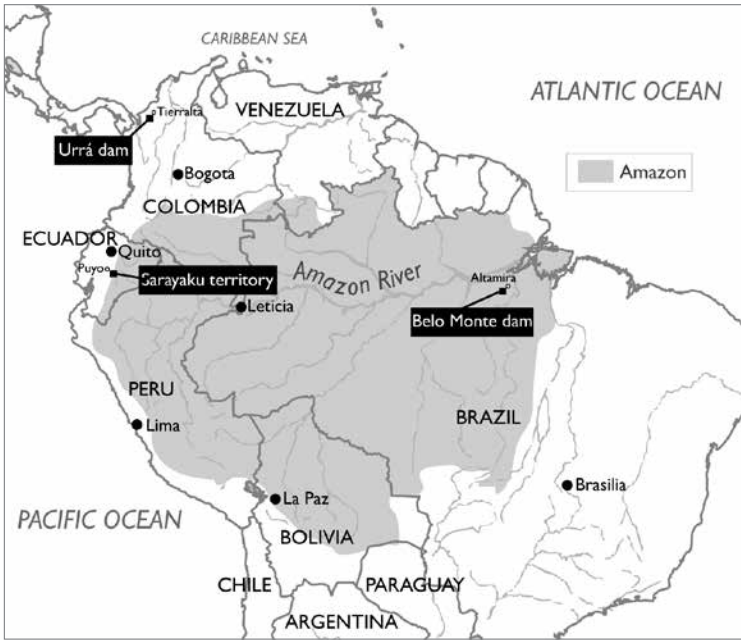 CARIBBEAN SEA
ATLANTIC OCEAN
VENEZUELA
Tierralta
Urrá dam
Amazon
Bogota
COLOMBIA
ECUADOR
Quito
Puyo
Sarayaku territory
Amazon River
Altamira
Leticia
Belo Monte dam
PERU
BRAZIL
Lima
Brasilia
La Paz
PACIFIC OCEAN
BOLIVIA
CHILE
PARAGUAY
ARGENTINA